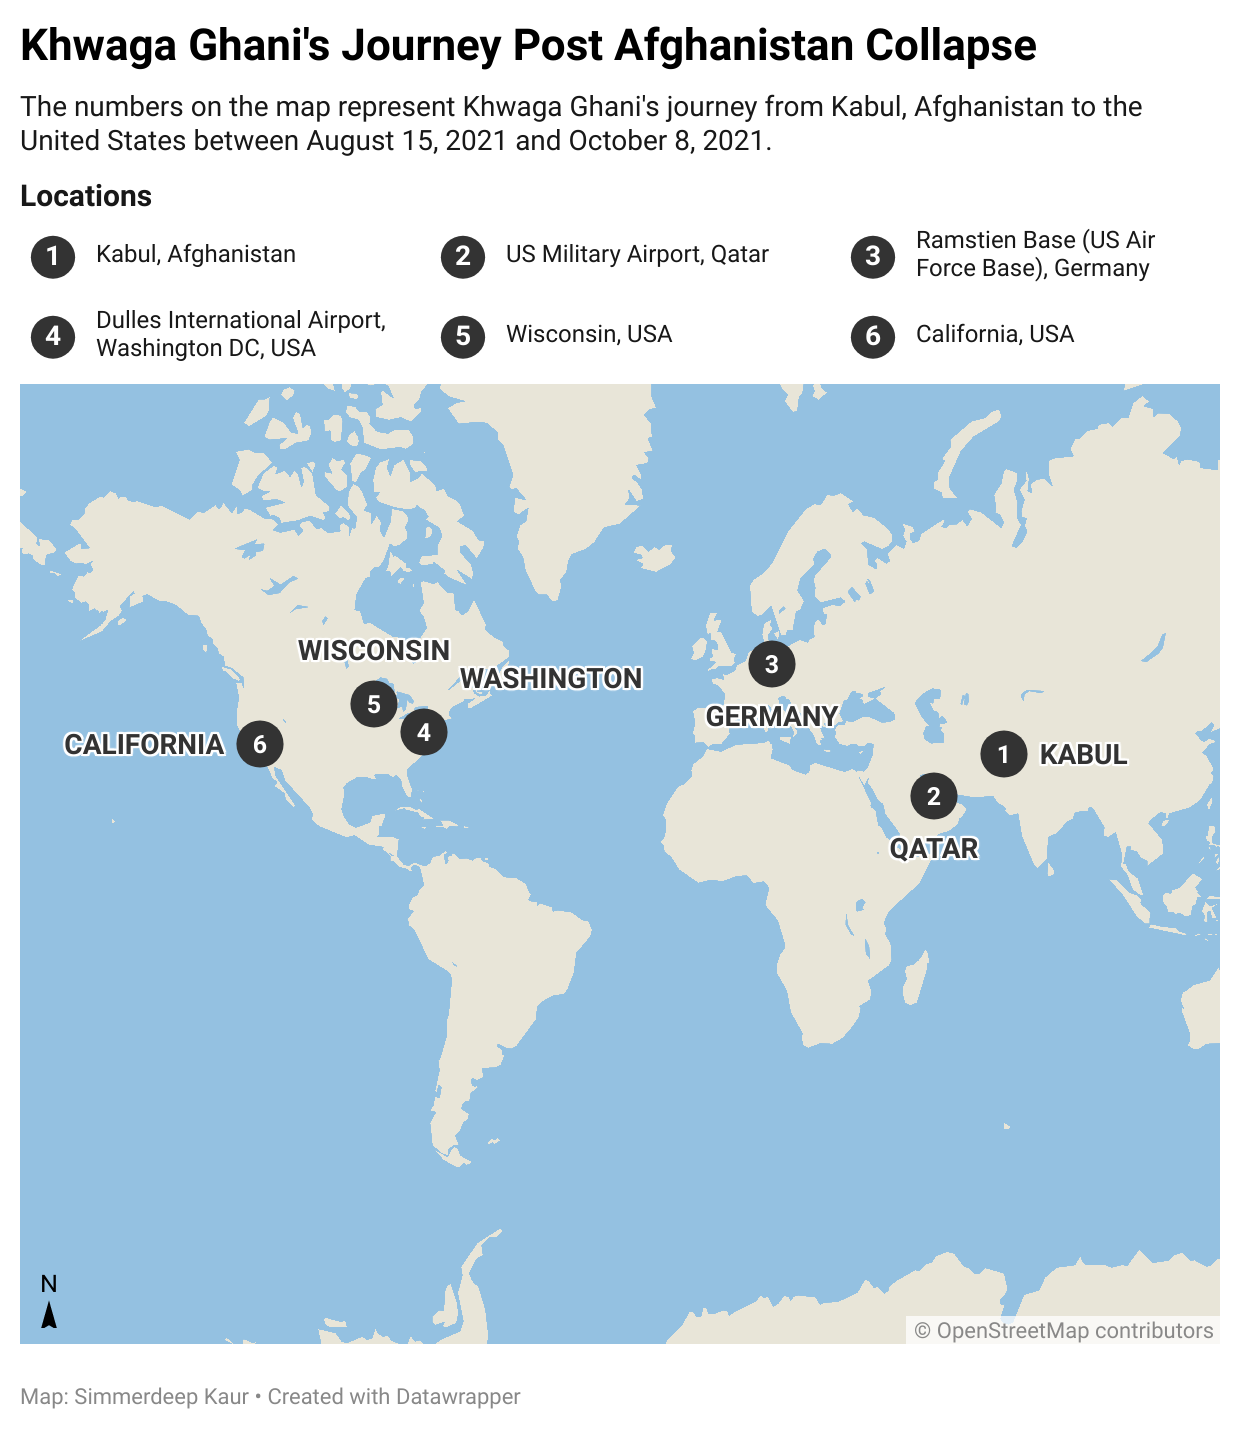 Khwaga Ghani's Journey Post Afghanistan Collapse
The numbers on the map represent Khwaga Ghani's journey from Kabul, Afghanistan to the
United States between August 15, 2021 and October 8, 2021.
Locations
1 Kabul, Afghanistan
2 US Military Airport, Qatar
3 Ramstien Base (US Air
Force Base), Germany
4 Dulles International Airport,
Washington DC, USA
5 Wisconsin, USA
6 California, USA
WISCONSIN
WASHINGTON
3
5
GERMANY
4
CALIFORNIA 6
1 KABUL
2
QATAR
N
© OpenStreetMap contributors
Map: Simmerdeep Kaur • Created with Datawrapper